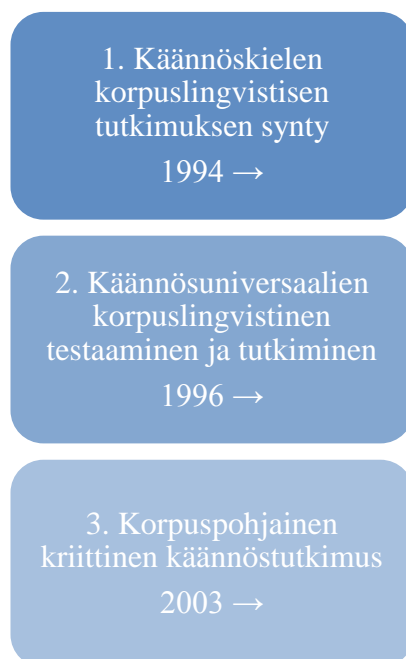 1. Käännöskielen
korpuslingvistisen
tutkimuksen synty
1994 →
2. Käännösuniversaalien
korpuslingvistinen
testaaminen ja tutkiminen
1996 →
3. Korpuspohjainen
kriittinen käännöstutkimus
2003 →